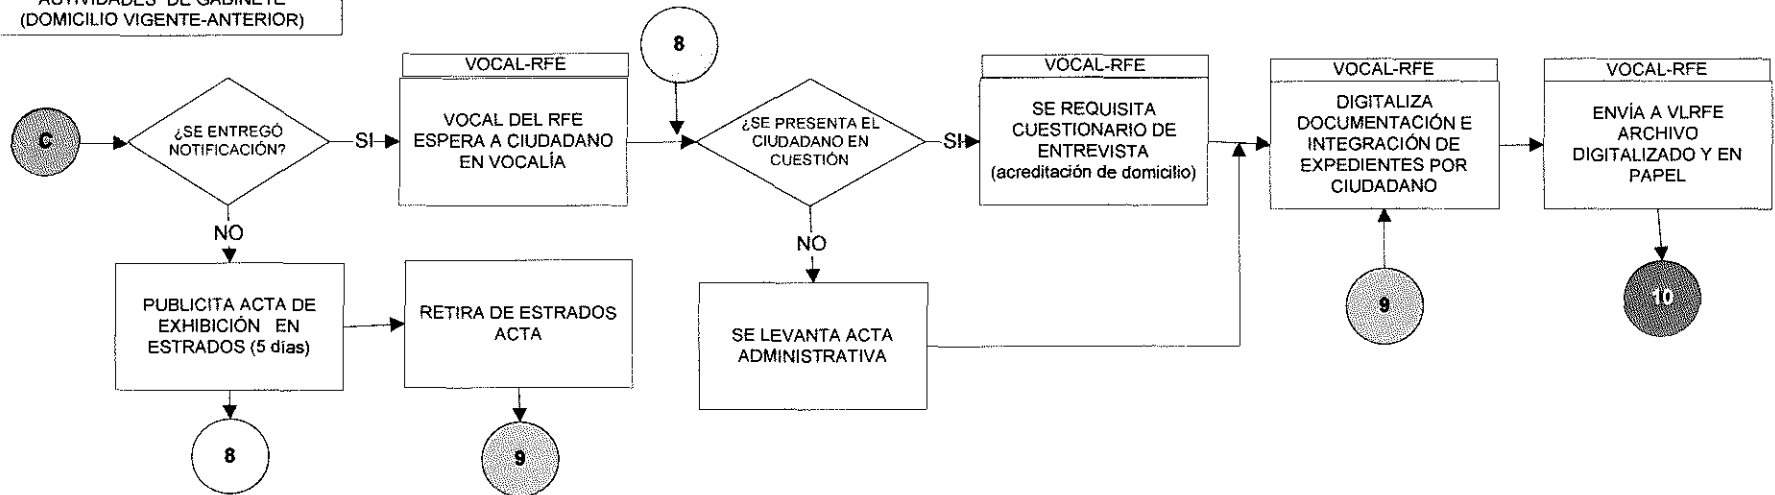 ACTIVIDADES DE GABINETE
(DOMICILIO VIGENTE-ANTERIOR)
8
VOCAL-RFE
VOCAL-RFE
VOCAL-RFE
VOCAL-RFE
C
¿SE ENTREGÓ
NOTIFICACIÓN?
SI
VOCAL DEL RFE
ESPERA A CIUDADANO
EN VOCALÍA
¿SE PRESENTA EL
CIUDADANO EN
CUESTIÓN
SI
SE REQUISITA
CUESTIONARIO DE
ENTREVISTA
(acreditación de domicilio)
DIGITALIZA
DOCUMENTACIÓN E
INTEGRACIÓN DE
EXPEDIENTES POR
CIUDADANO
ENVÍA A VLRFE
ARCHIVO
DIGITALIZADO Y EN
PAPEL
NO
NO
PUBLICITA ACTA DE
EXHIBICIÓN EN
ESTRADOS (5 días)
RETIRA DE ESTRADOS
ACTA
SE LEVANTA ACTA
ADMINISTRATIVA
9
10
8
9